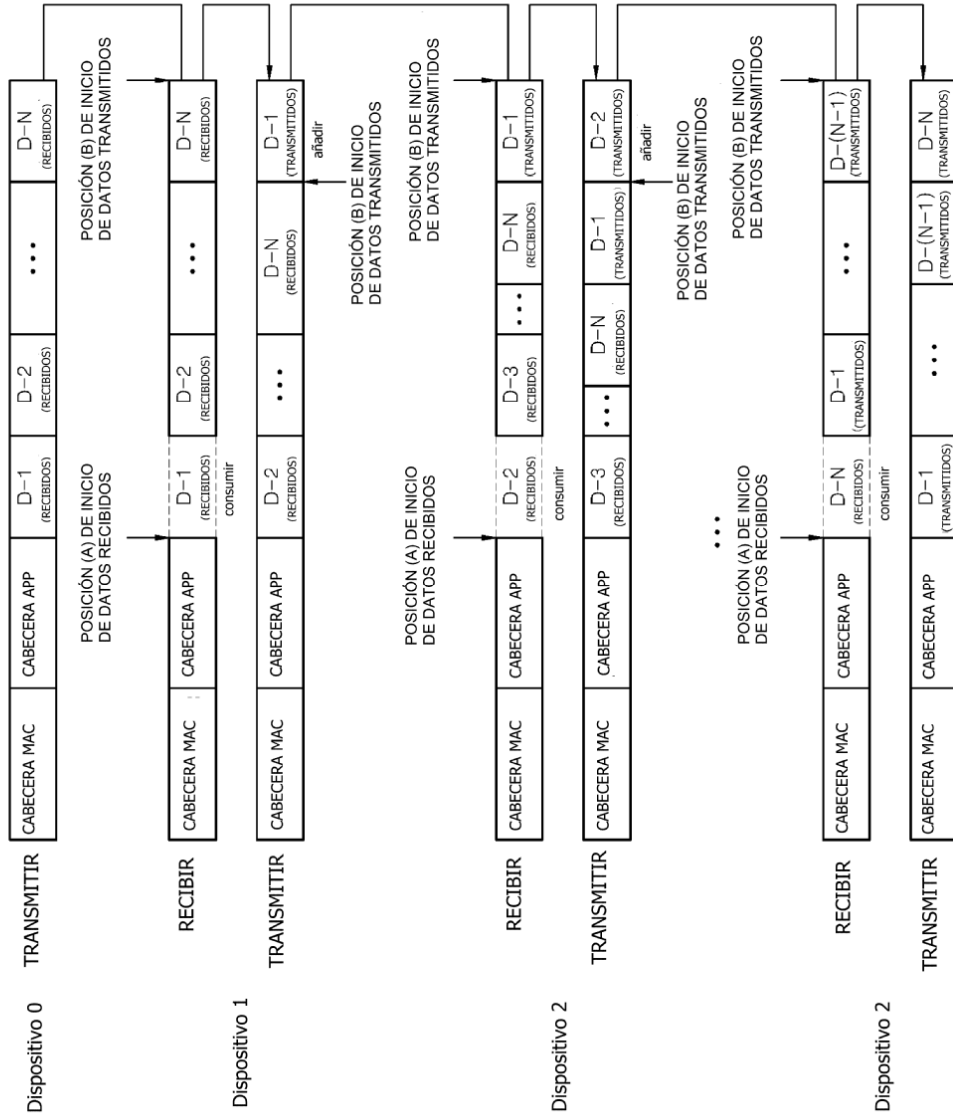 Dispositivo 0
TRANSMITIR
CABECERA MAC
CABECERA APP
D-1
(RECIBIDOS)
D-2
(RECIBIDOS)
•••
D-N
(RECIBIDOS)
POSICIÓN (A) DE INICIO
DE DATOS RECIBIDOS
POSICIÓN (B) DE INICIO
DE DATOS TRANSMITIDOS
Dispositivo 1
RECIBIR
CABECERA MAC
CABECERA APP
D-1
(RECIBIDOS)
consumir
D-2
(RECIBIDOS)
•••
D-N
(RECIBIDOS)
TRANSMITIR
CABECERA MAC
CABECERA APP
D-2
(RECIBIDOS)
•••
D-N
(RECIBIDOS)
D-1
(TRANSMITIDOS)
añadir
POSICIÓN (B) DE INICIO
DE DATOS TRANSMITIDOS
POSICIÓN (A) DE INICIO
DE DATOS RECIBIDOS
POSICIÓN (B) DE INICIO
DE DATOS TRANSMITIDOS
Dispositivo 2
RECIBIR
CABECERA MAC
CABECERA APP
D-2
(RECIBIDOS)
consumir
D-3
(RECIBIDOS)
•••
D-N
(RECIBIDOS)
D-1
(TRANSMITIDOS)
TRANSMITIR
CABECERA MAC
CABECERA APP
D-3
(RECIBIDOS)
•••
D-N
(RECIBIDOS)
D-1
(TRANSMITIDOS)
D-2
(TRANSMITIDOS)
añadir
POSICIÓN (B) DE INICIO
DE DATOS TRANSMITIDOS
•••
POSICIÓN (A) DE INICIO
DE DATOS RECIBIDOS
POSICIÓN (B) DE INICIO
DE DATOS TRANSMITIDOS
Dispositivo 2
RECIBIR
CABECERA MAC
CABECERA APP
D-N
(RECIBIDOS)
consumir
D-1
(TRANSMITIDOS)
•••
D-(N-1)
(TRANSMITIDOS)
TRANSMITIR
CABECERA MAC
CABECERA APP
D-1
(TRANSMITIDOS)
•••
D-(N-1)
(TRANSMITIDOS)
D-N
(TRANSMITIDOS)